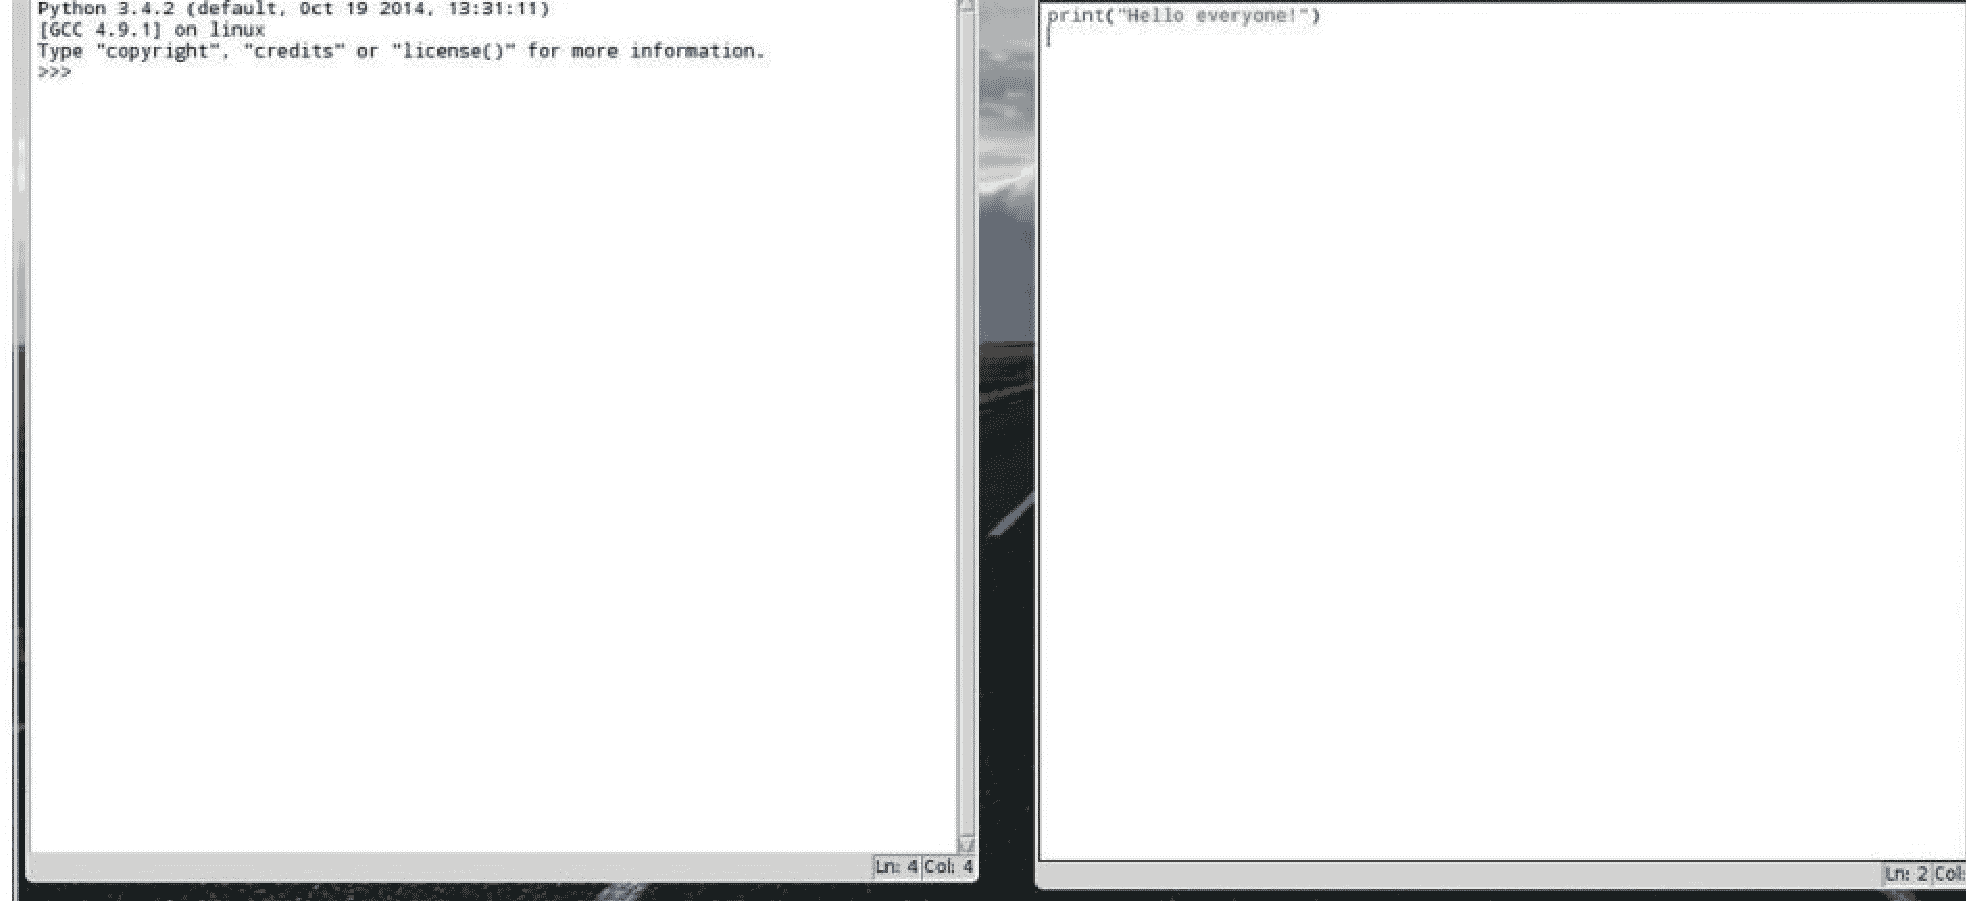 Python 3.4.2 (default, Oct 19 2014, 13:31:11)
[GCC 4.9.1] on linux
Type "copyright", "credits" or "license()" for more information.
>>>
Ln: 4 Col: 4
print("Hello everyone!")
Ln: 2 Col: